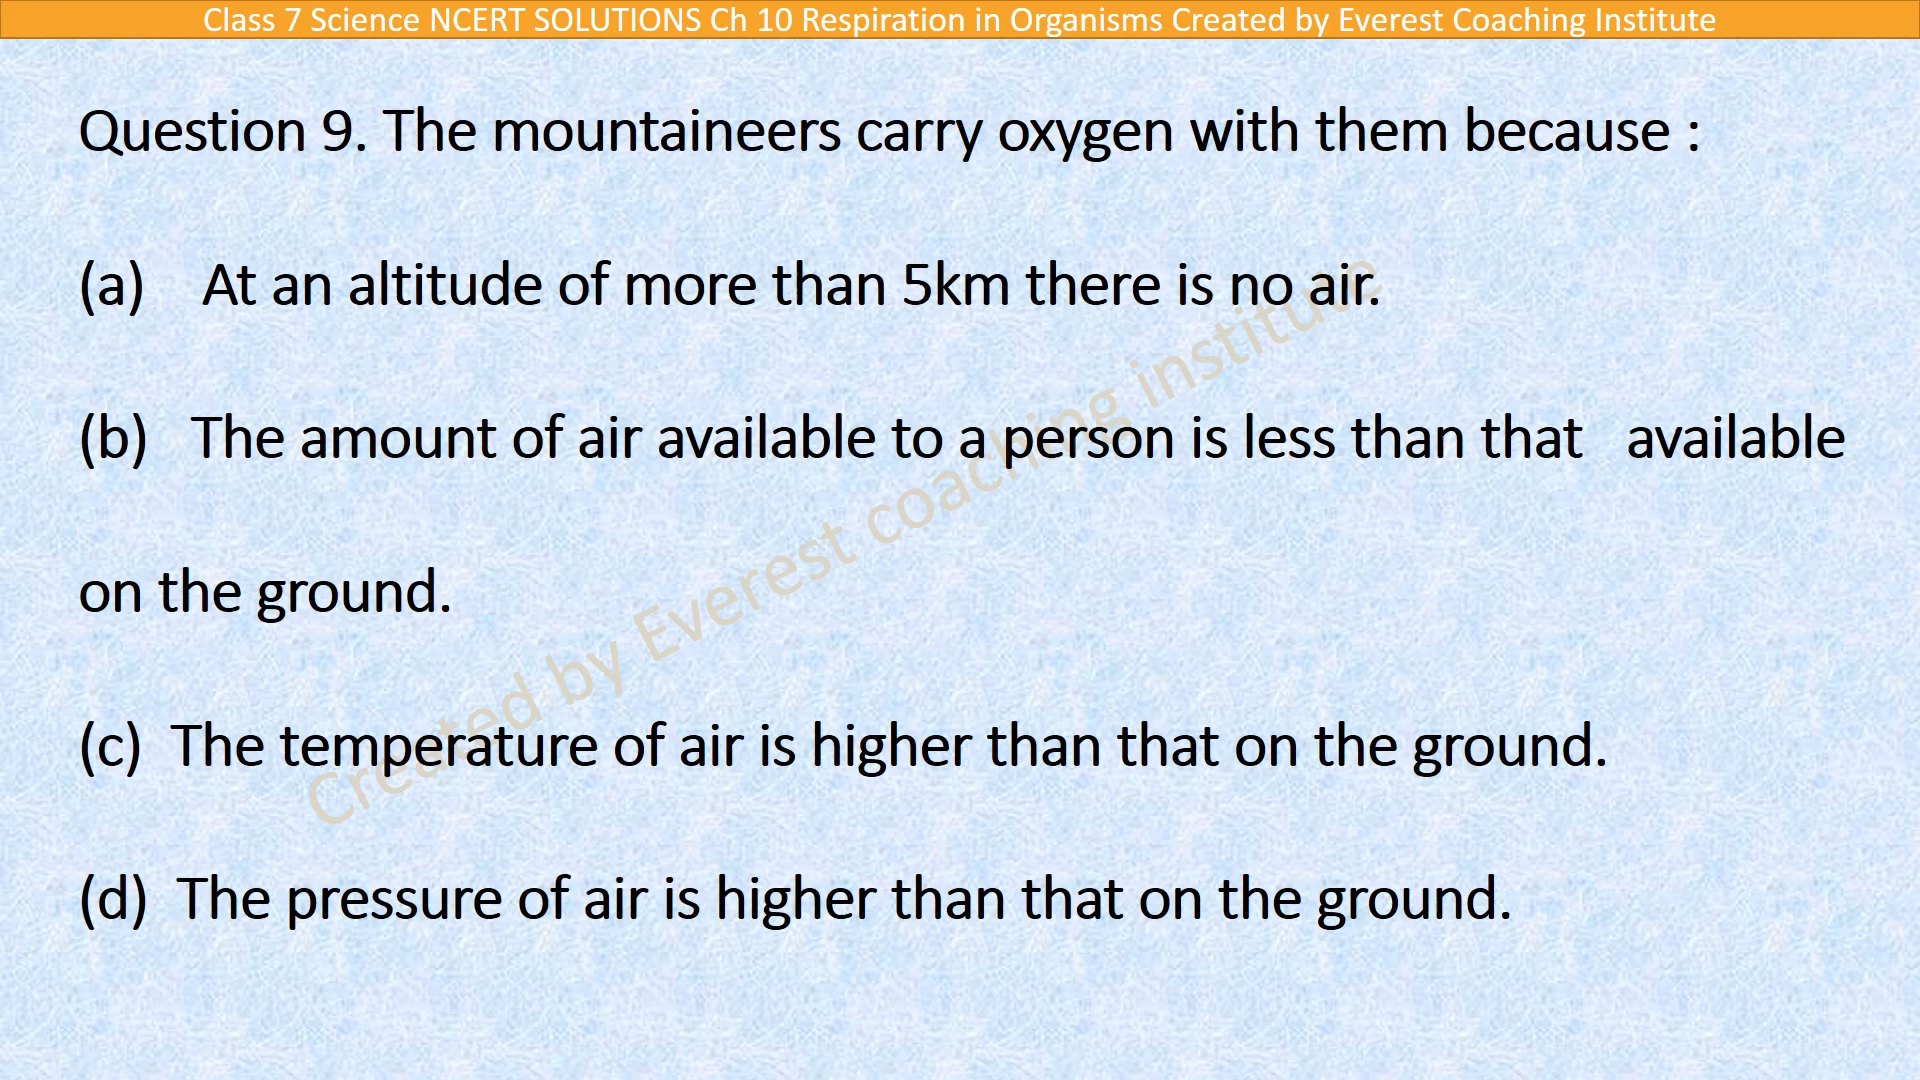 Class 7 Science NCERT SOLUTIONS Ch 10 Respiration in Organisms Created by Everest Coaching Institute
Question 9. The mountaineers carry oxygen with them because :
(a) At an altitude of more than 5km there is no air.
(b) The amount of air available to a person is less than that available
on the ground.
(c) The temperature of air is higher than that on the ground.
(d) The pressure of air is higher than that on the ground.
Created by Everest coaching institute